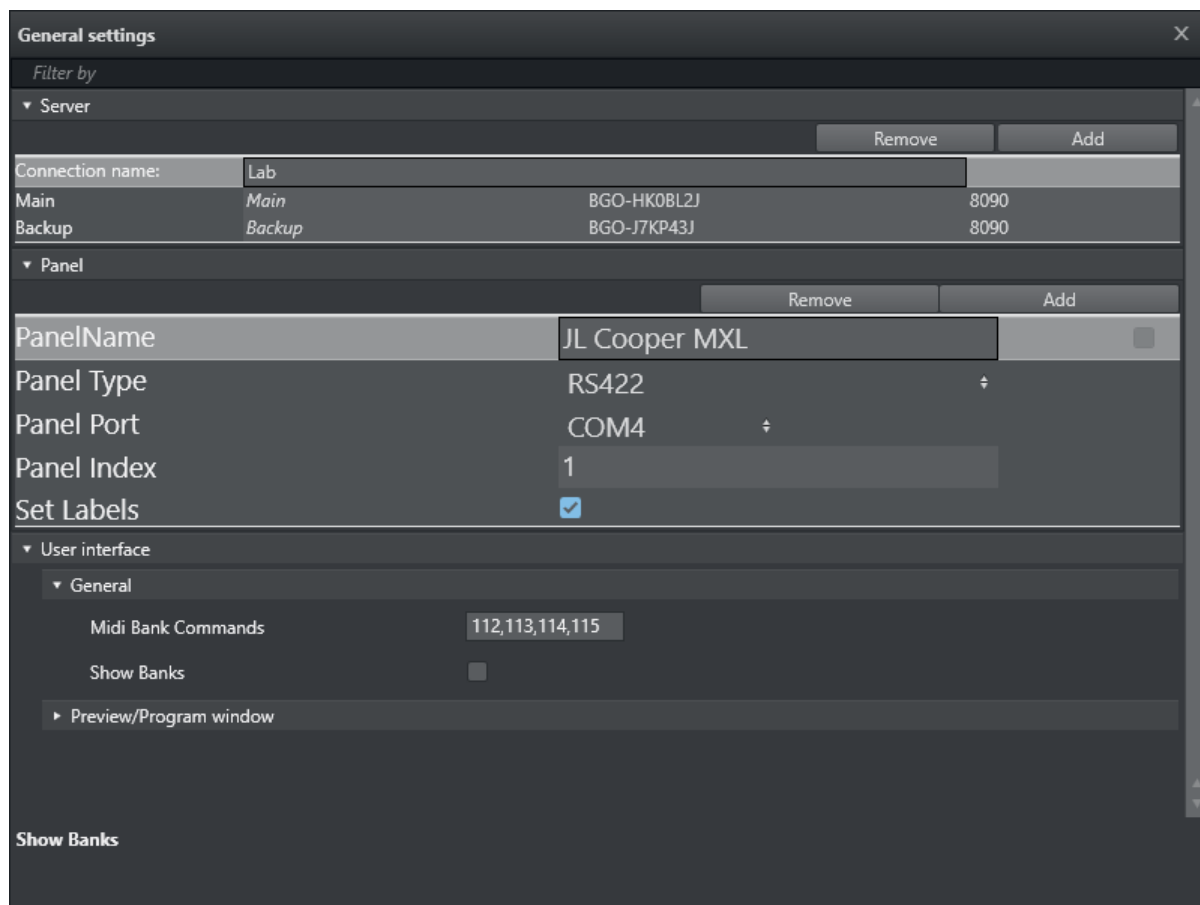 General settings
Filter by
Server
Remove Add
Connection name: Lab
Main Main BGO-HK0BL2J 8090
Backup Backup BGO-J7KP43J 8090
Panel
Remove Add
PanelName JL Cooper MXL
Panel Type RS422
Panel Port COM4
Panel Index 1
Set Labels
User interface
General
Midi Bank Commands 112,113,114,115
Show Banks
Preview/Program window
Show Banks